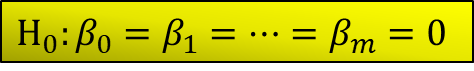 H₀: β₀ = β₁ = ⋯ = βₘ = 0